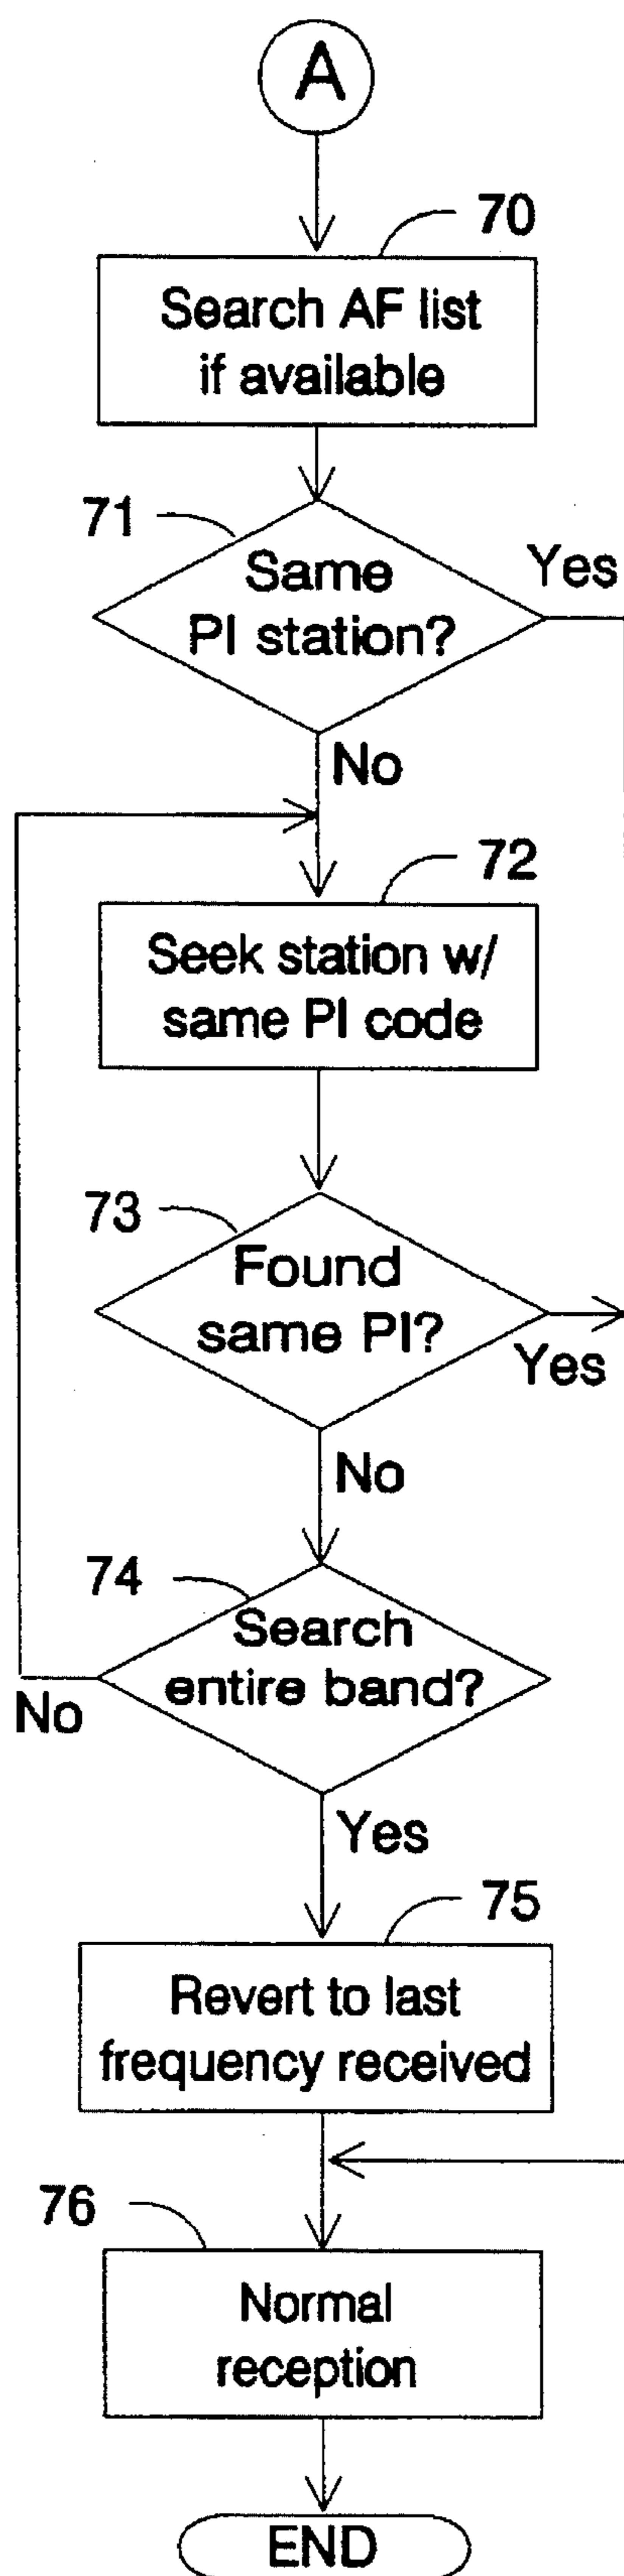 A
70
Search AF list
if available
71
Same
PI station?
Yes
No
72
Seek station w/
same PI code
73
Found
same PI?
Yes
No
74
Search
entire band?
No
Yes
75
Revert to last
frequency received
76
Normal
reception
END